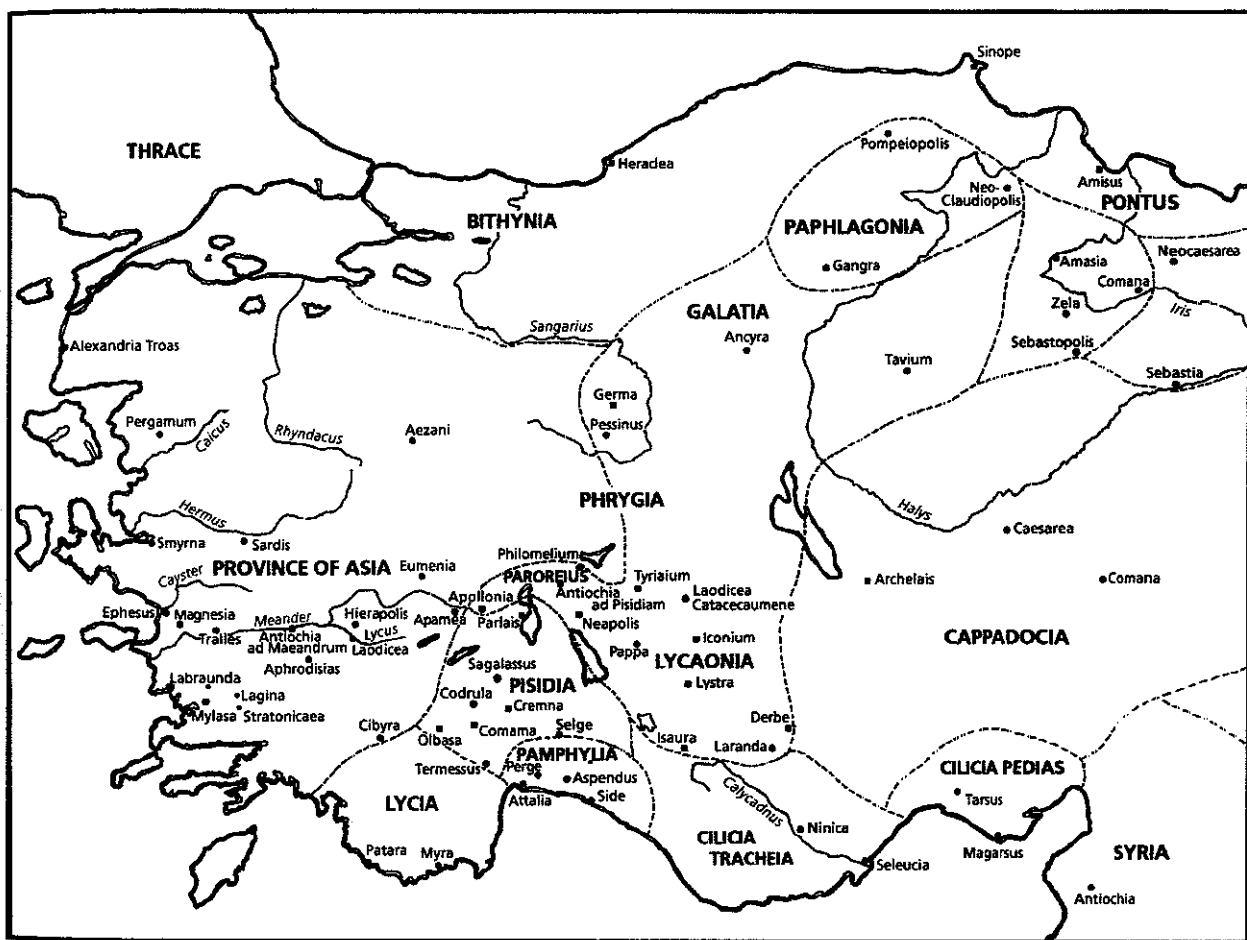 Sinope
THRACE
Pompeiopolis
Heraclea
Amisus
Neo-
Claudiopolis
PONTUS
BITHYNIA
PAPHLAGONIA
Neocaesarea
Amasia
Gangra
Comana
Zela
Iris
GALATIA
Sangarius
Ancyra
Alexandria Troas
Sebastopolis
Tavium
Sebastia
Germa
Pergamum
Caicus
Rhyndacus
Aezani
Pessinus
PHRYGIA
Hermus
Halys
Caesarea
Smyrna
Sardis
Philomelium
PROVINCE OF ASIA
Eumenia
Cayster
PAROREIUS
Tyriaium
Archelais
Comana
Antiochia
ad Pisidiam
Laodicea
Catacecaumene
Apollonia
Ephesus
Magnesia
Meander
Hierapolis
Apamea
Parlais
Neapolis
Tralles
Lycus
Antiochia
ad Maeandrum
Laodicea
Iconium
CAPPADOCIA
Pappa
LYCAONIA
Aphrodisias
Sagalassus
Labraunda
PISIDIA
Lystra
Lagina
Codrula
Cremna
Mylasa
Stratonicaea
Derbe
Cibyra
Olbasa
Comama
Selge
Isaura
Laranda
PAMPHYLIA
Termessus
Perge
Aspendus
CILICIA PEDIAS
Tarsus
Attalia
Side
LYCIA
Calycadnus
Ninica
CILICIA
TRACHEIA
Patara
Myra
Seleucia
Magarsus
SYRIA
Antiochia